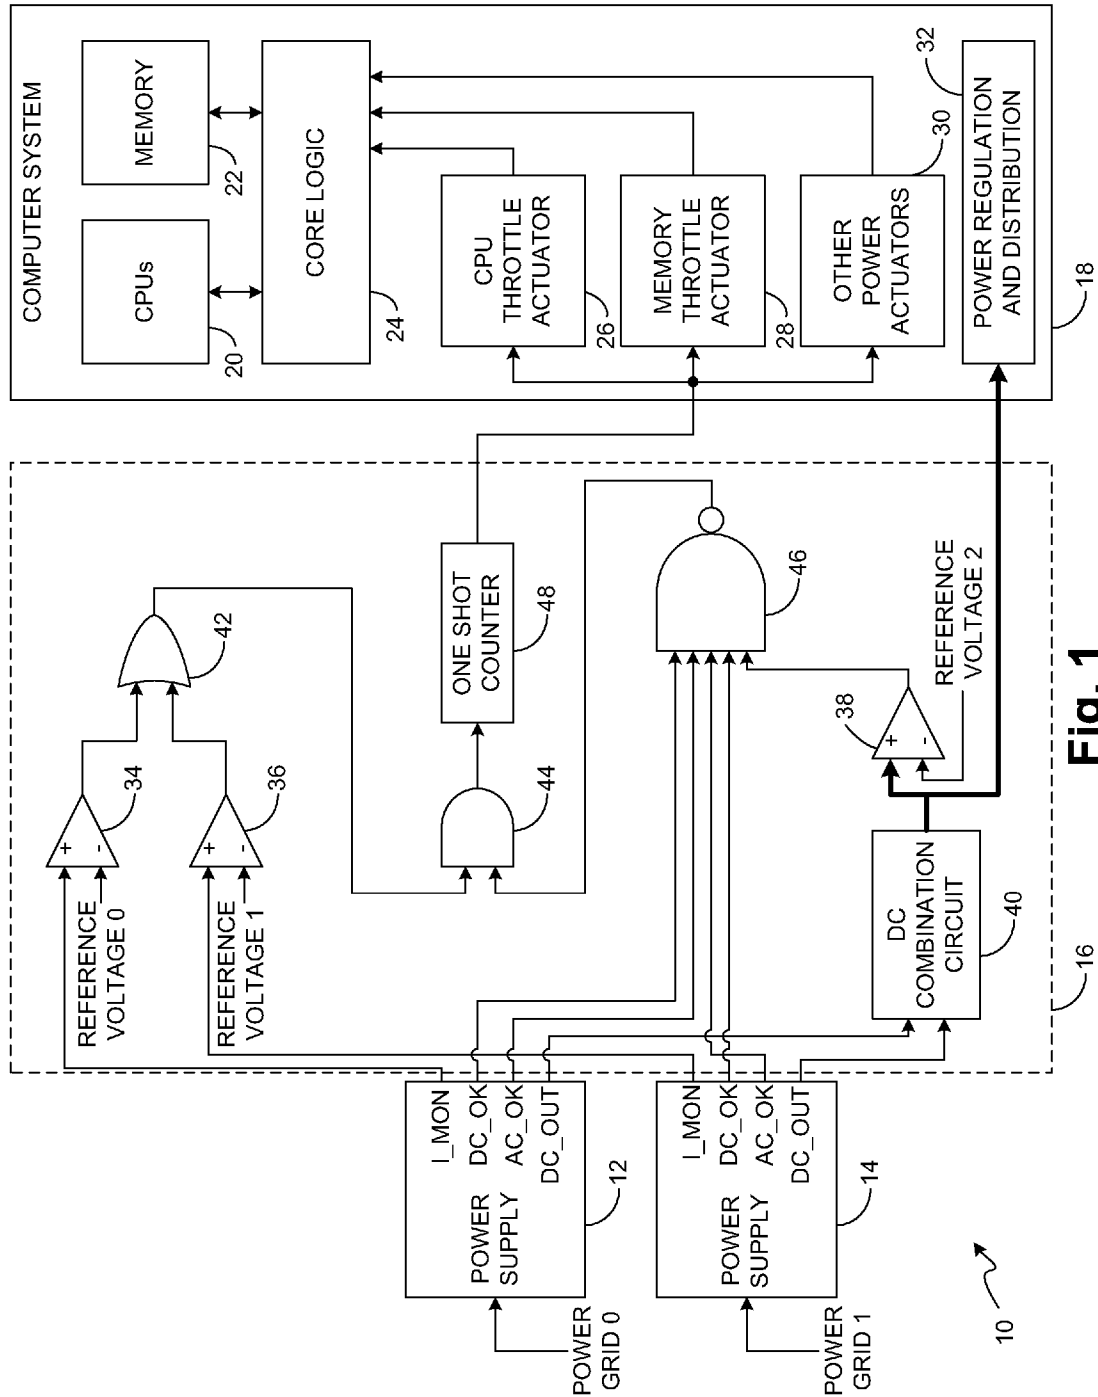 COMPUTER SYSTEM
CPUs
20
MEMORY
22
CORE LOGIC
24
CPU
THROTTLE
ACTUATOR
26
MEMORY
THROTTLE
ACTUATOR
28
OTHER
POWER
ACTUATORS
30
POWER REGULATION
AND DISTRIBUTION
32
18
REFERENCE
VOLTAGE 0
+
-
34
REFERENCE
VOLTAGE 1
+
-
36
42
44
ONE SHOT
COUNTER
48
46
DC
COMBINATION
CIRCUIT
40
+
-
38
REFERENCE
VOLTAGE 2
16
POWER
GRID 0
POWER
SUPPLY
I_MON
DC_OK
AC_OK
DC_OUT
12
POWER
GRID 1
POWER
SUPPLY
I_MON
DC_OK
AC_OK
DC_OUT
14
10
Fig. 1